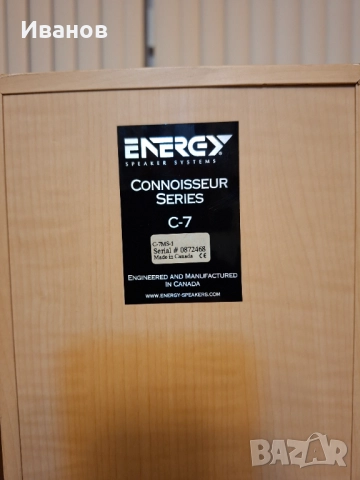 Иванов
ENERGY
SPEAKER SYSTEMS
CONNOISSEUR
SERIES
C-7
C-7MS-1
Serial # 0872468
Made in Canada CE
ENGINEERED AND MANUFACTURED
IN CANADA
WWW.ENERGY-SPEAKERS.COM
BAZAR